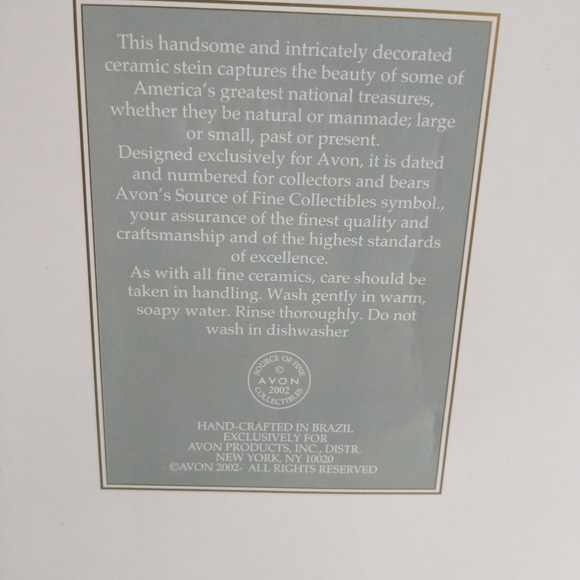 This handsome and intricately decorated
ceramic stein captures the beauty of some of
America's greatest national treasures,
whether they be natural or manmade; large
or small, past or present.
Designed exclusively for Avon, it is dated
and numbered for collectors and bears
Avon's Source of Fine Collectibles symbol.,
your assurance of the finest quality and
craftsmanship and of the highest standards
of excellence.
As with all fine ceramics, care should be
taken in handling. Wash gently in warm,
soapy water. Rinse thoroughly. Do not
wash in dishwasher
SOURCE OF FINE
©
AVON
2002
COLLECTIBLES
HAND-CRAFTED IN BRAZIL
EXCLUSIVELY FOR
AVON PRODUCTS, INC., DISTR.
NEW YORK, NY 10020
©AVON 2002- ALL RIGHTS RESERVED